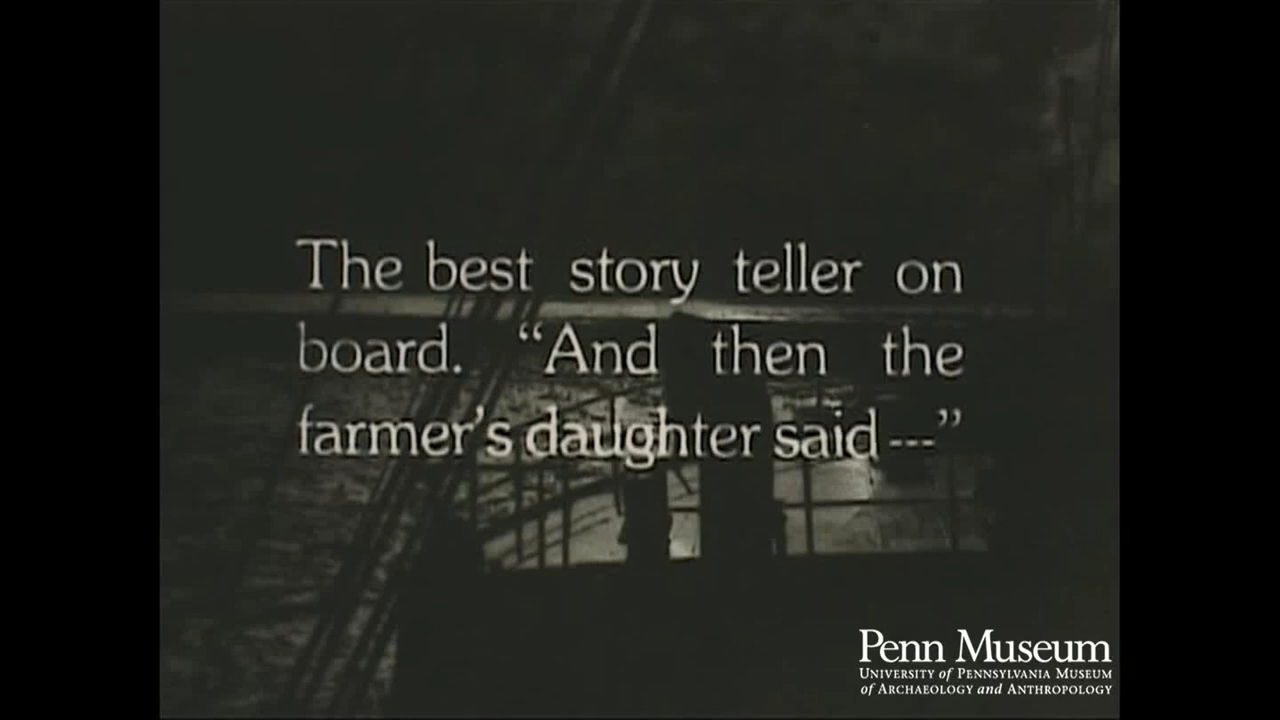 The best story teller on
board. “And then the
farmer's daughter said ---”
Penn Museum
UNIVERSITY of PENNSYLVANIA MUSEUM
of ARCHAEOLOGY and ANTHROPOLOGY